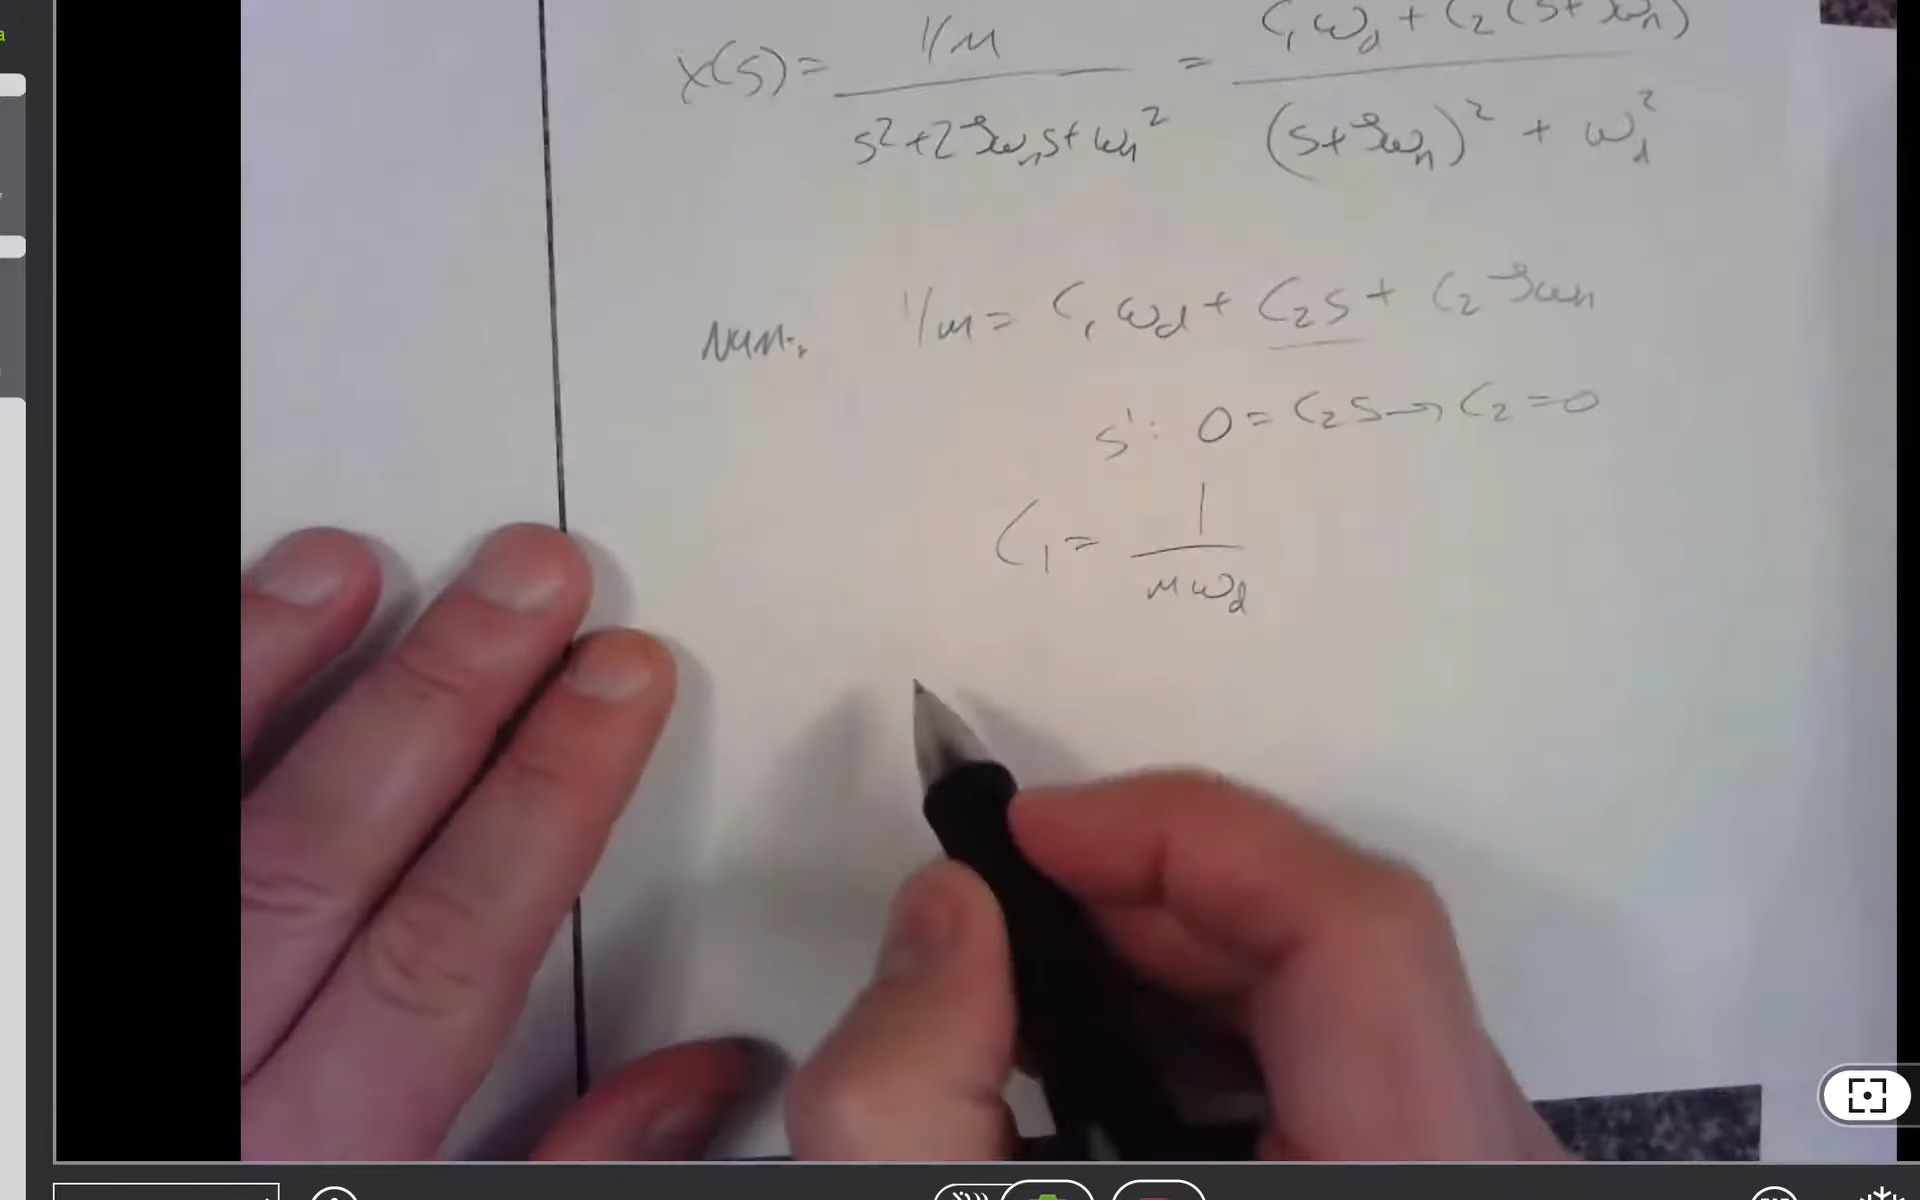 X(s) = (1/m) / (s² + 2ζωₙs + ωₙ²) = (C₁ω_d + C₂(s + ζωₙ)) / ((s + ζωₙ)² + ω_d²)
Num: 1/m = C₁ω_d + C₂s + C₂ζωₙ
s¹: 0 = C₂s → C₂ = 0
C₁ = 1 / (mω_d)